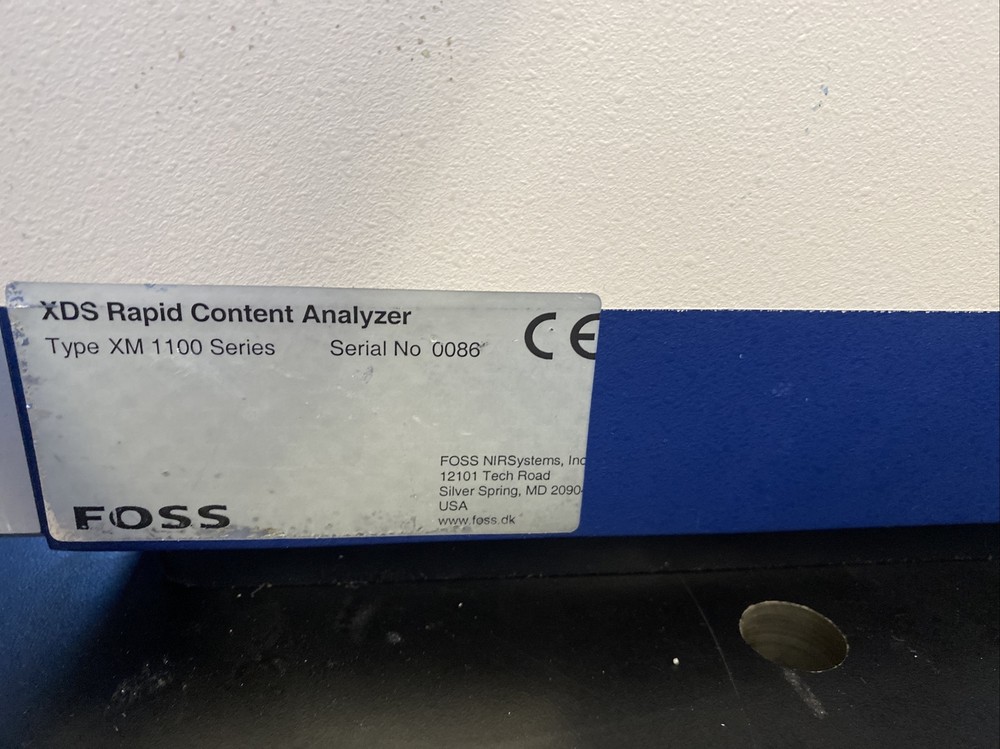 XDS Rapid Content Analyzer
Type XM 1100 Series Serial No 0086
CE
FOSS NIRSystems, Inc
12101 Tech Road
Silver Spring, MD 2090
USA
www.foss.dk
FOSS